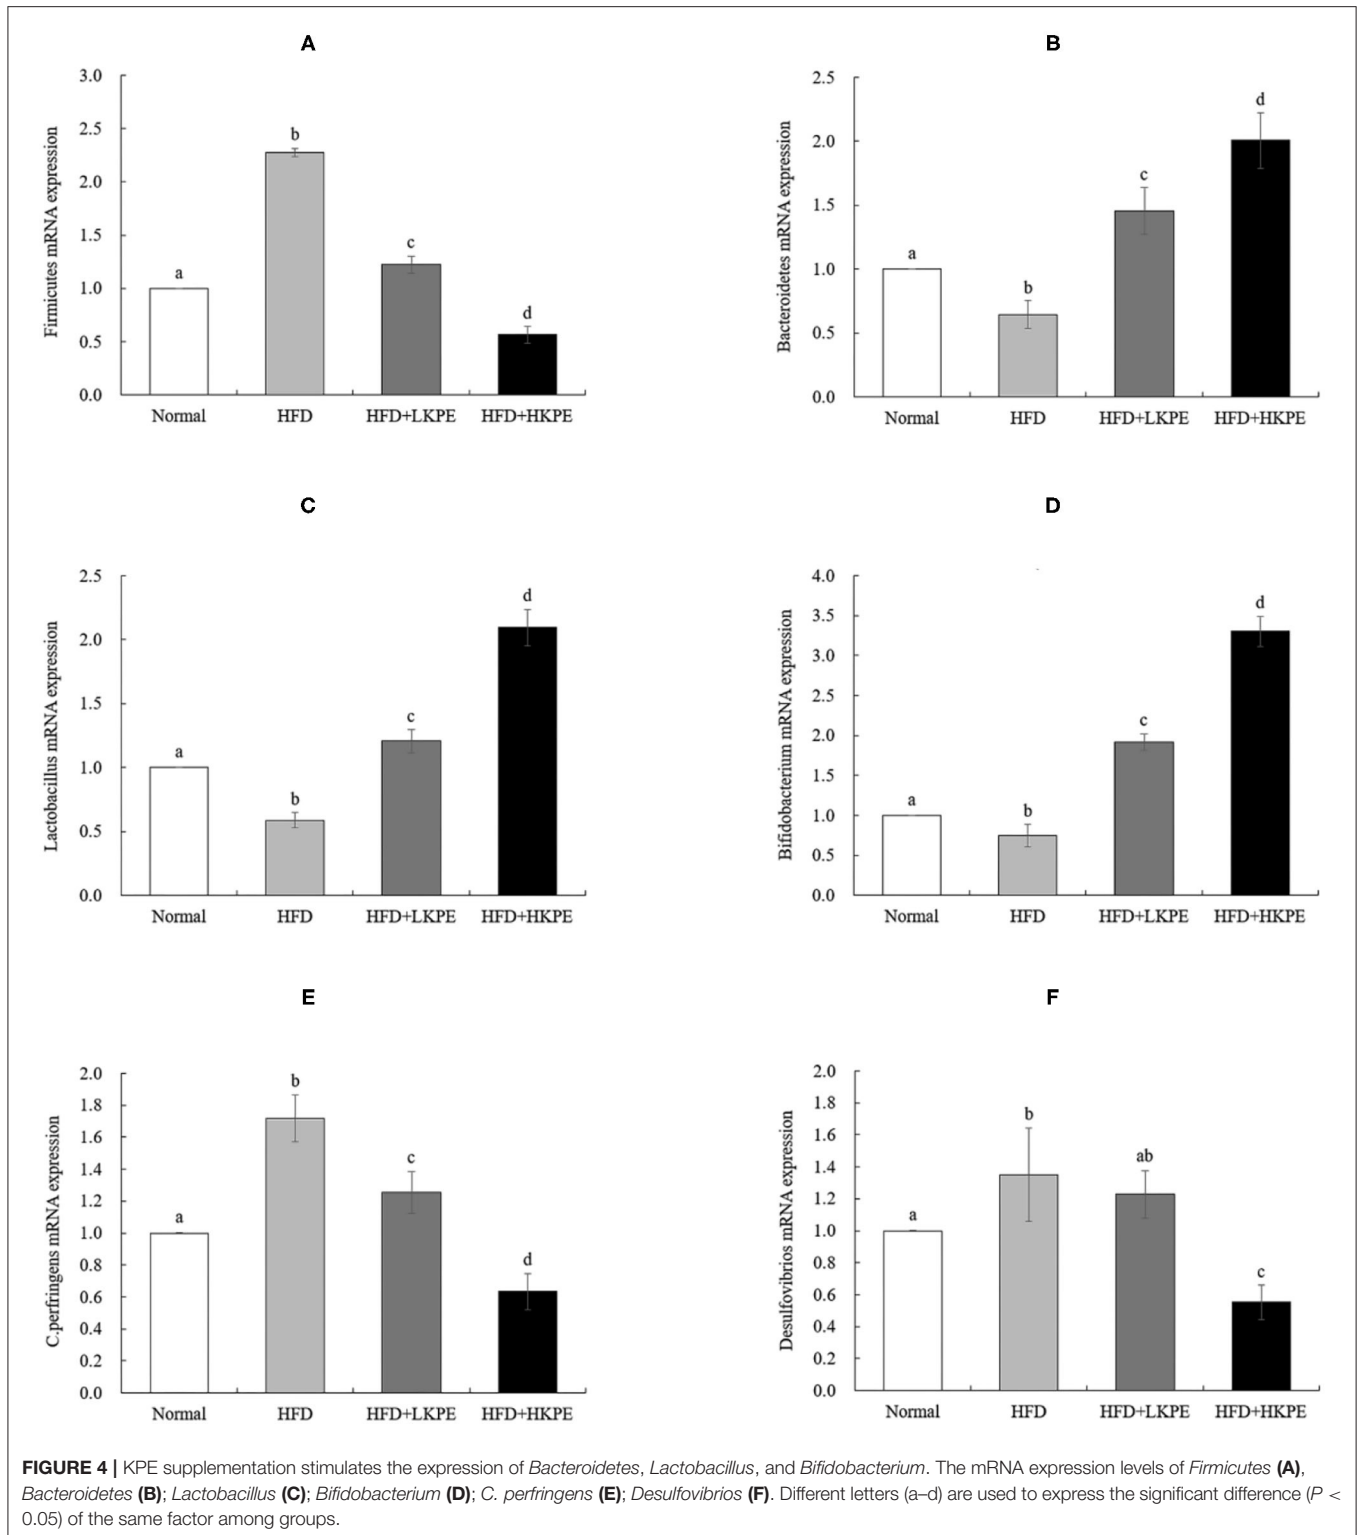 A
Firmicutes mRNA expression
3.0
2.5
2.0
1.5
1.0
0.5
0.0
a
b
c
d
Normal HFD HFD+LKPE HFD+HKPE
B
Bacteroidetes mRNA expression
2.5
2.0
1.5
1.0
0.5
0.0
a
b
c
d
Normal HFD HFD+LKPE HFD+HKPE
C
Lactobacillus mRNA expression
2.5
2.0
1.5
1.0
0.5
0.0
a
b
c
d
Normal HFD HFD+LKPE HFD+HKPE
D
Bifidobacterium mRNA expression
4.0
3.5
3.0
2.5
2.0
1.5
1.0
0.5
0.0
a
b
c
d
Normal HFD HFD+LKPE HFD+HKPE
E
C.perfringens mRNA expression
2.0
1.8
1.6
1.4
1.2
1.0
0.8
0.6
0.4
0.2
0.0
a
b
c
d
Normal HFD HFD+LKPE HFD+HKPE
F
Desulfovibrios mRNA expression
2.0
1.8
1.6
1.4
1.2
1.0
0.8
0.6
0.4
0.2
0.0
a
b
ab
c
Normal HFD HFD+LKPE HFD+HKPE
FIGURE 4 | KPE supplementation stimulates the expression of Bacteroidetes, Lactobacillus, and Bifidobacterium. The mRNA expression levels of Firmicutes (A),
Bacteroidetes (B); Lactobacillus (C); Bifidobacterium (D); C. perfringens (E); Desulfovibrios (F). Different letters (a–d) are used to express the significant difference (P <
0.05) of the same factor among groups.